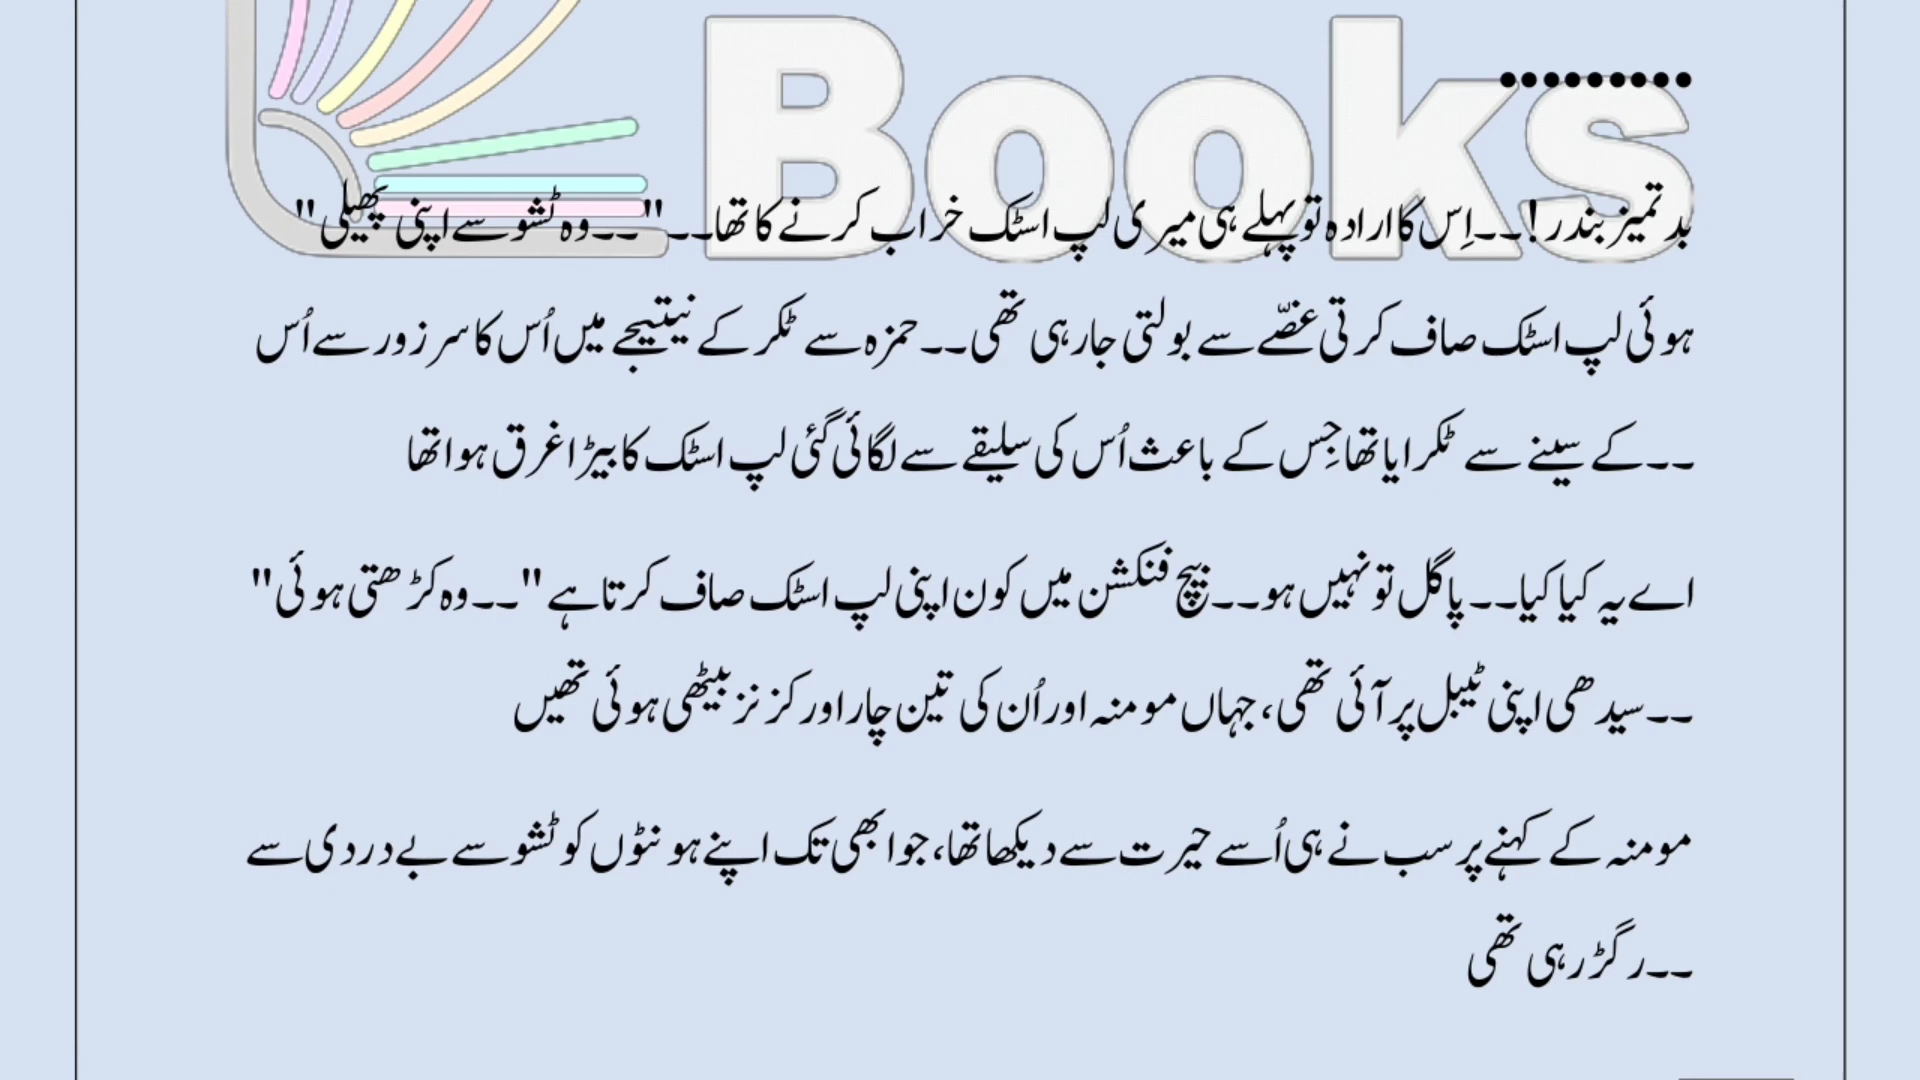 Books
.........
بدتمیز بندر!۔۔۔اِس کا ارادہ تو پہلے ہی میری لپ اسٹک خراب کرنے کا تھا۔۔۔"۔۔۔وہ ٹشو سے اپنی پھیلی"
ہوئی لپ اسٹک صاف کرتی غصّے سے بولتی جا رہی تھی۔۔۔حمزہ سے ٹکر کے نیتیجے میں اُس کا سر زور سے اُس
۔۔کے سینے سے ٹکرایا تھا جِس کے باعث اُس کی سلیقے سے لگائی گئی لپ اسٹک کا بیڑا غرق ہوا تھا
اے یہ کیا کیا۔۔۔پاگل تو نہیں ہو۔۔۔بیچ فنکشن میں کون اپنی لپ اسٹک صاف کرتا ہے"۔۔۔وہ کڑھتی ہوئی"
۔۔سیدھی اپنی ٹیبل پر آئی تھی، جہاں مومنہ اور اُن کی تین چار اور کزنز بیٹھی ہوئی تھیں
مومنہ کے کہنے پر سب نے ہی اُسے حیرت سے دیکھا تھا، جو ابھی تک اپنے ہونٹوں کو ٹشو سے بے دردی سے
۔۔رگڑ رہی تھی